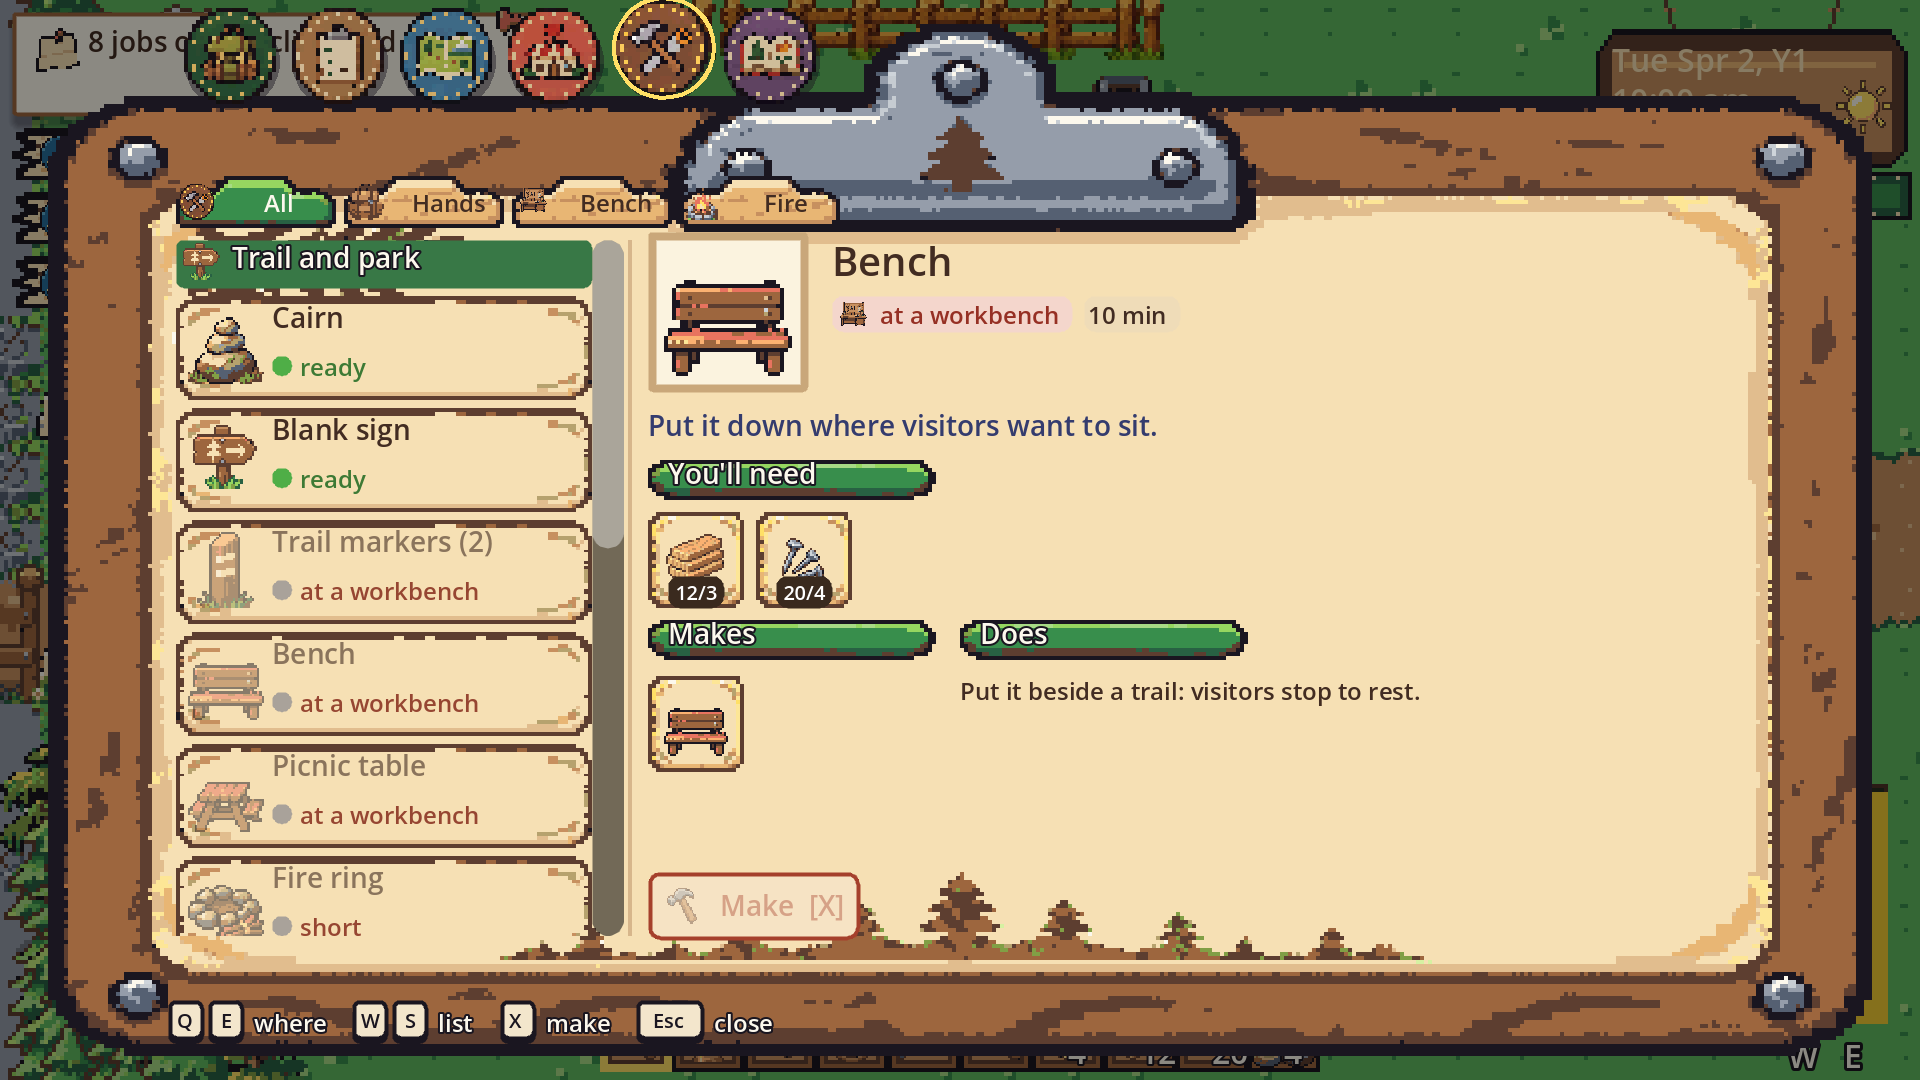 8 jobs
Tue Spr 2, Y1
All
Hands
Bench
Fire
Trail and park
Cairn
ready
Blank sign
ready
Trail markers (2)
at a workbench
Bench
at a workbench
Picnic table
at a workbench
Fire ring
short
Bench
at a workbench
10 min
Put it down where visitors want to sit.
You'll need
12/3
20/4
Makes
Does
Put it beside a trail: visitors stop to rest.
Make [X]
Q E where W S list X make Esc close
W E